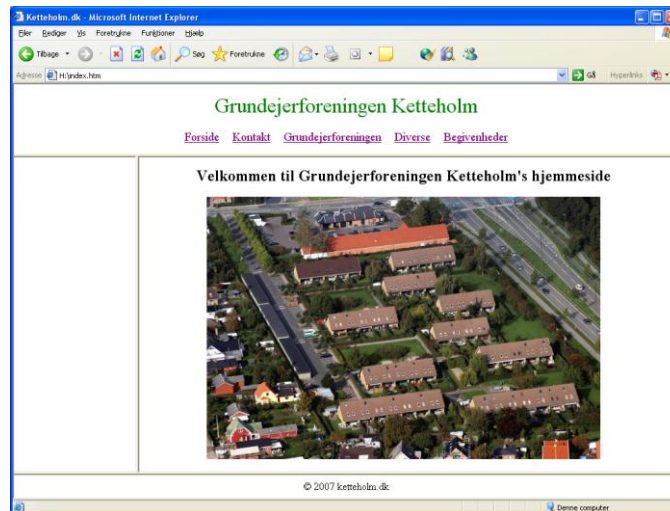 Ketteholm.dk - Microsoft Internet Explorer
Filer Rediger Vis Foretrukne Funktioner Hjælp
Tilbage Søg Foretrukne
Adresse H:\index.htm Gå Hyperlinks
Grundejerforeningen Ketteholm
Forside Kontakt Grundejerforeningen Diverse Begivenheder
Velkommen til Grundejerforeningen Ketteholm's hjemmeside
© 2007 ketteholm.dk
Denne computer